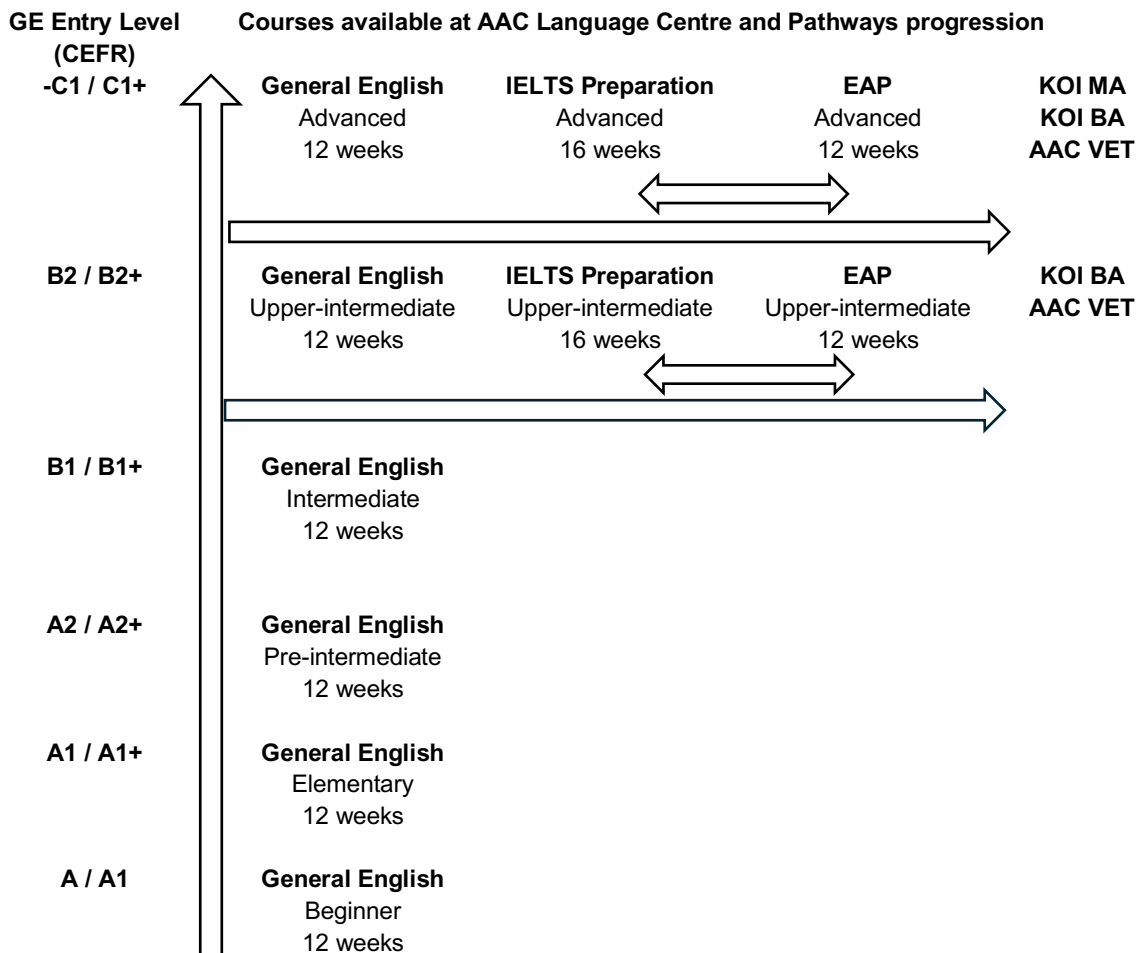 GE Entry Level Courses available at AAC Language Centre and Pathways progression
(CEFR)
-C1 / C1+ General English IELTS Preparation EAP KOI MA
Advanced Advanced Advanced KOI BA
12 weeks 16 weeks 12 weeks AAC VET
B2 / B2+ General English IELTS Preparation EAP KOI BA
Upper-intermediate Upper-intermediate Upper-intermediate AAC VET
12 weeks 16 weeks 12 weeks
B1 / B1+ General English
Intermediate
12 weeks
A2 / A2+ General English
Pre-intermediate
12 weeks
A1 / A1+ General English
Elementary
12 weeks
A / A1 General English
Beginner
12 weeks